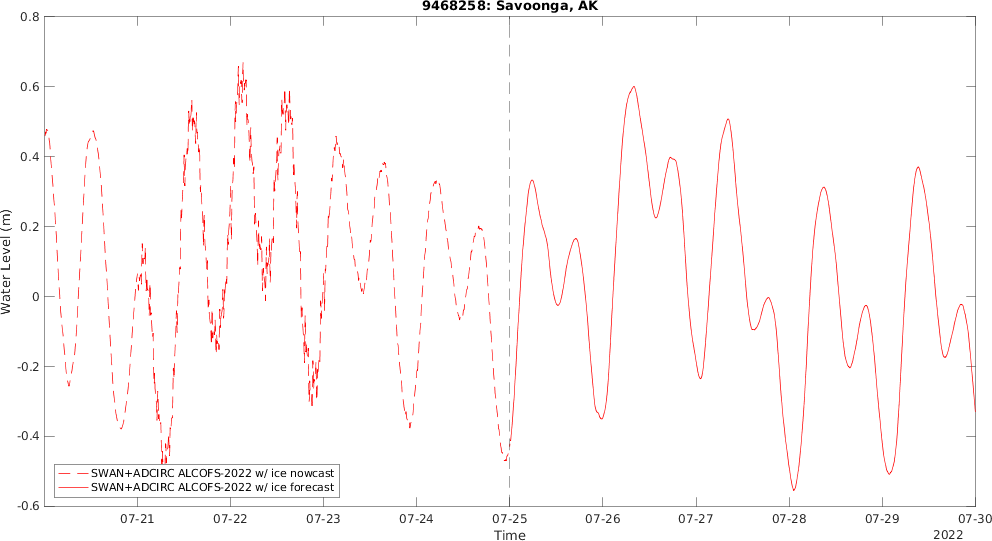 9468258: Savoonga, AK
0.8
0.6
0.4
0.2
0
-0.2
-0.4
-0.6
Water Level (m)
SWAN+ADCIRC ALCOFS-2022 w/ ice nowcast
SWAN+ADCIRC ALCOFS-2022 w/ ice forecast
07-21 07-22 07-23 07-24 07-25 07-26 07-27 07-28 07-29 07-30
Time
2022